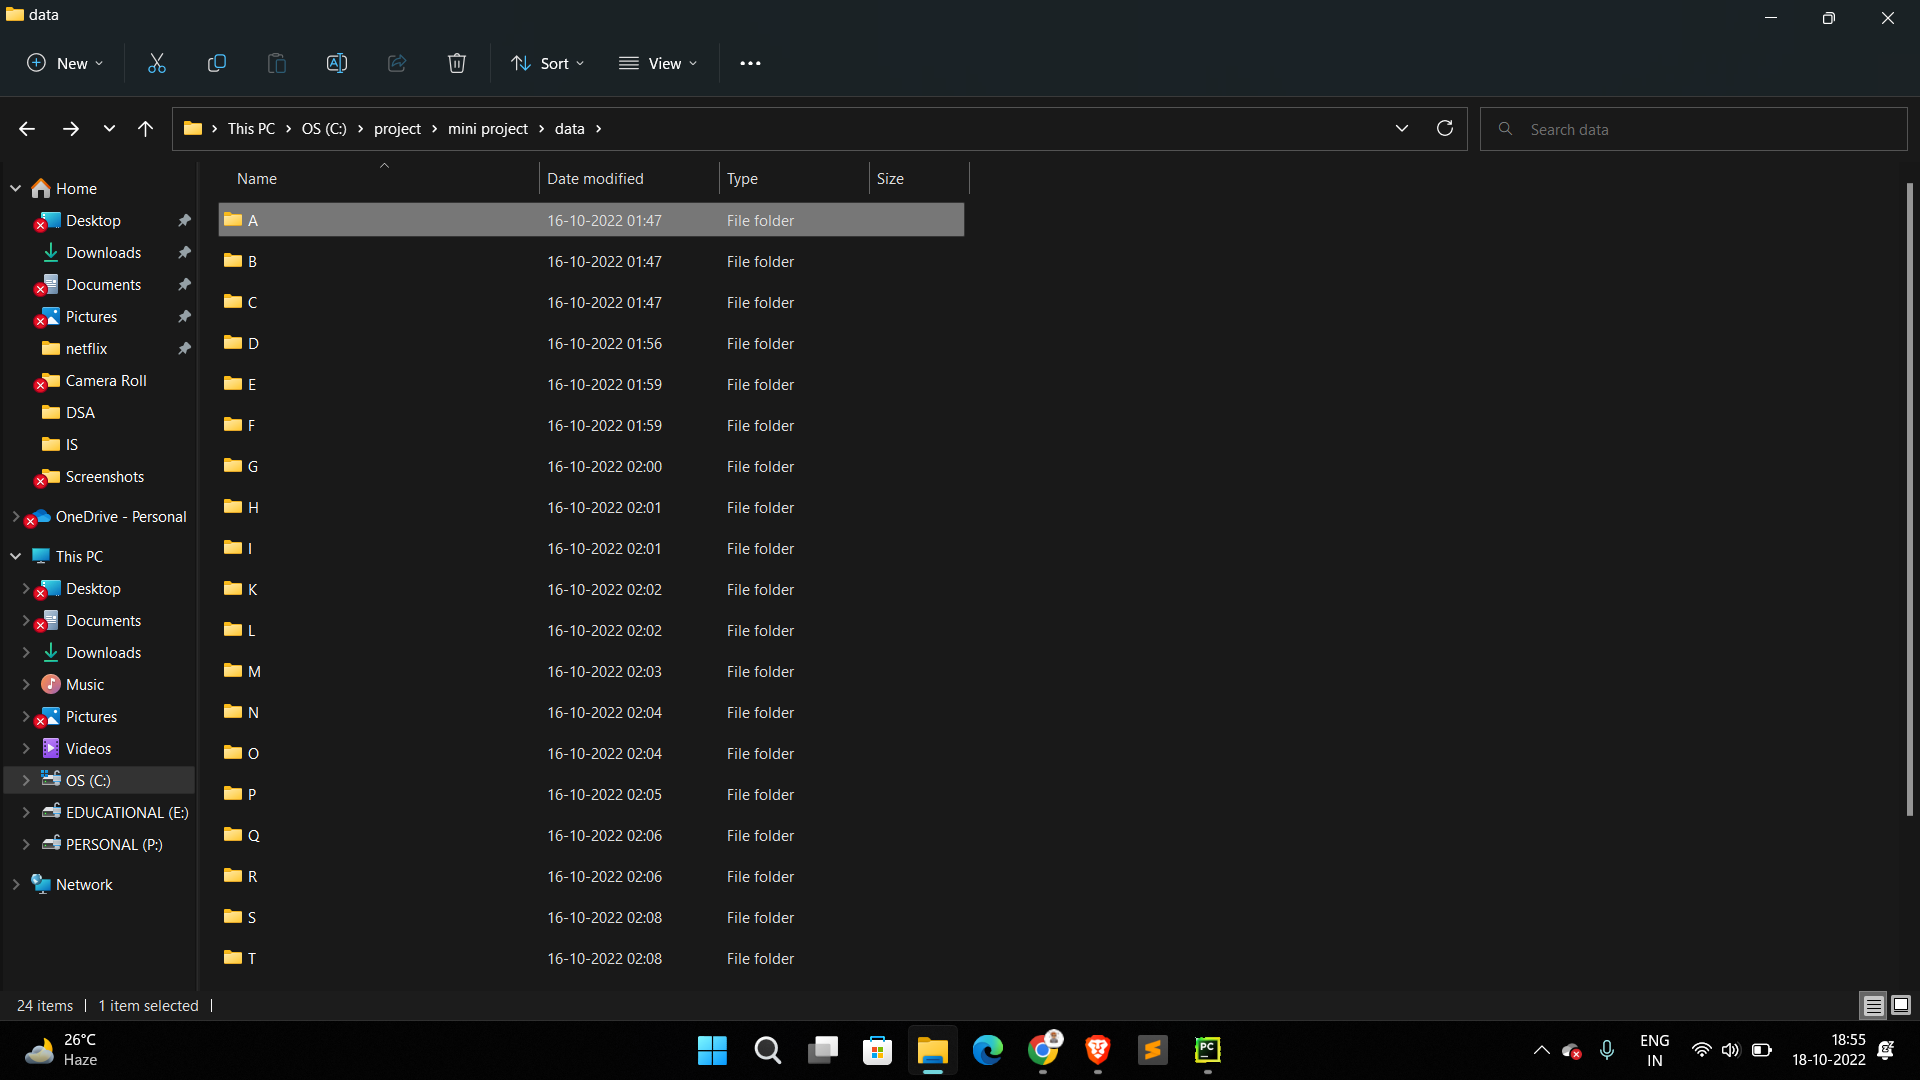 data
New
Sort
View
This PC > OS (C:) > project > mini project > data >
Search data
Home
Desktop
Downloads
Documents
Pictures
netflix
Camera Roll
DSA
IS
Screenshots
OneDrive - Personal
This PC
Desktop
Documents
Downloads
Music
Pictures
Videos
OS (C:)
EDUCATIONAL (E:)
PERSONAL (P:)
Network
Name Date modified Type Size
A 16-10-2022 01:47 File folder
B 16-10-2022 01:47 File folder
C 16-10-2022 01:47 File folder
D 16-10-2022 01:56 File folder
E 16-10-2022 01:59 File folder
F 16-10-2022 01:59 File folder
G 16-10-2022 02:00 File folder
H 16-10-2022 02:01 File folder
I 16-10-2022 02:01 File folder
K 16-10-2022 02:02 File folder
L 16-10-2022 02:02 File folder
M 16-10-2022 02:03 File folder
N 16-10-2022 02:04 File folder
O 16-10-2022 02:04 File folder
P 16-10-2022 02:05 File folder
Q 16-10-2022 02:06 File folder
R 16-10-2022 02:06 File folder
S 16-10-2022 02:08 File folder
T 16-10-2022 02:08 File folder
24 items | 1 item selected |
26°C
Haze
PC
ENG
IN
18:55
18-10-2022